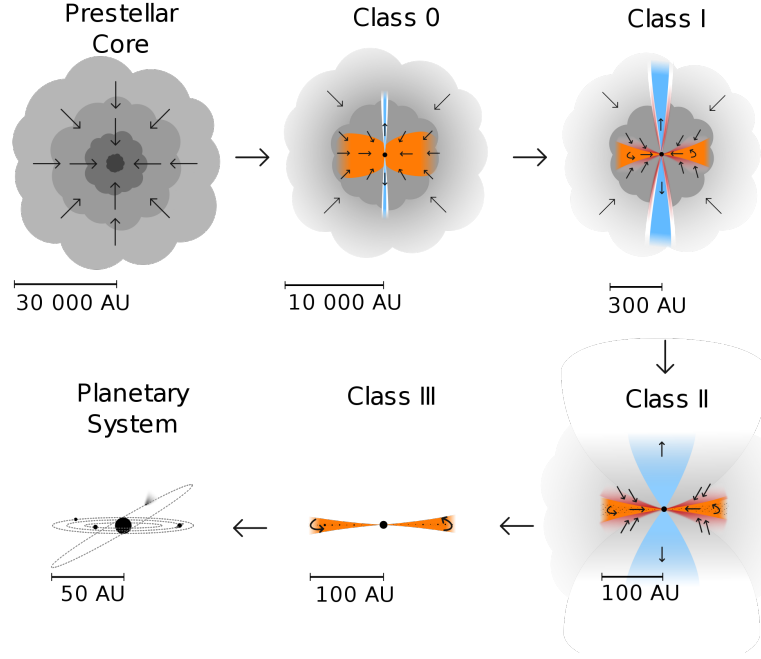 Prestellar
Core
Class 0
Class I
30 000 AU
10 000 AU
300 AU
Planetary
System
Class III
Class II
50 AU
100 AU
100 AU